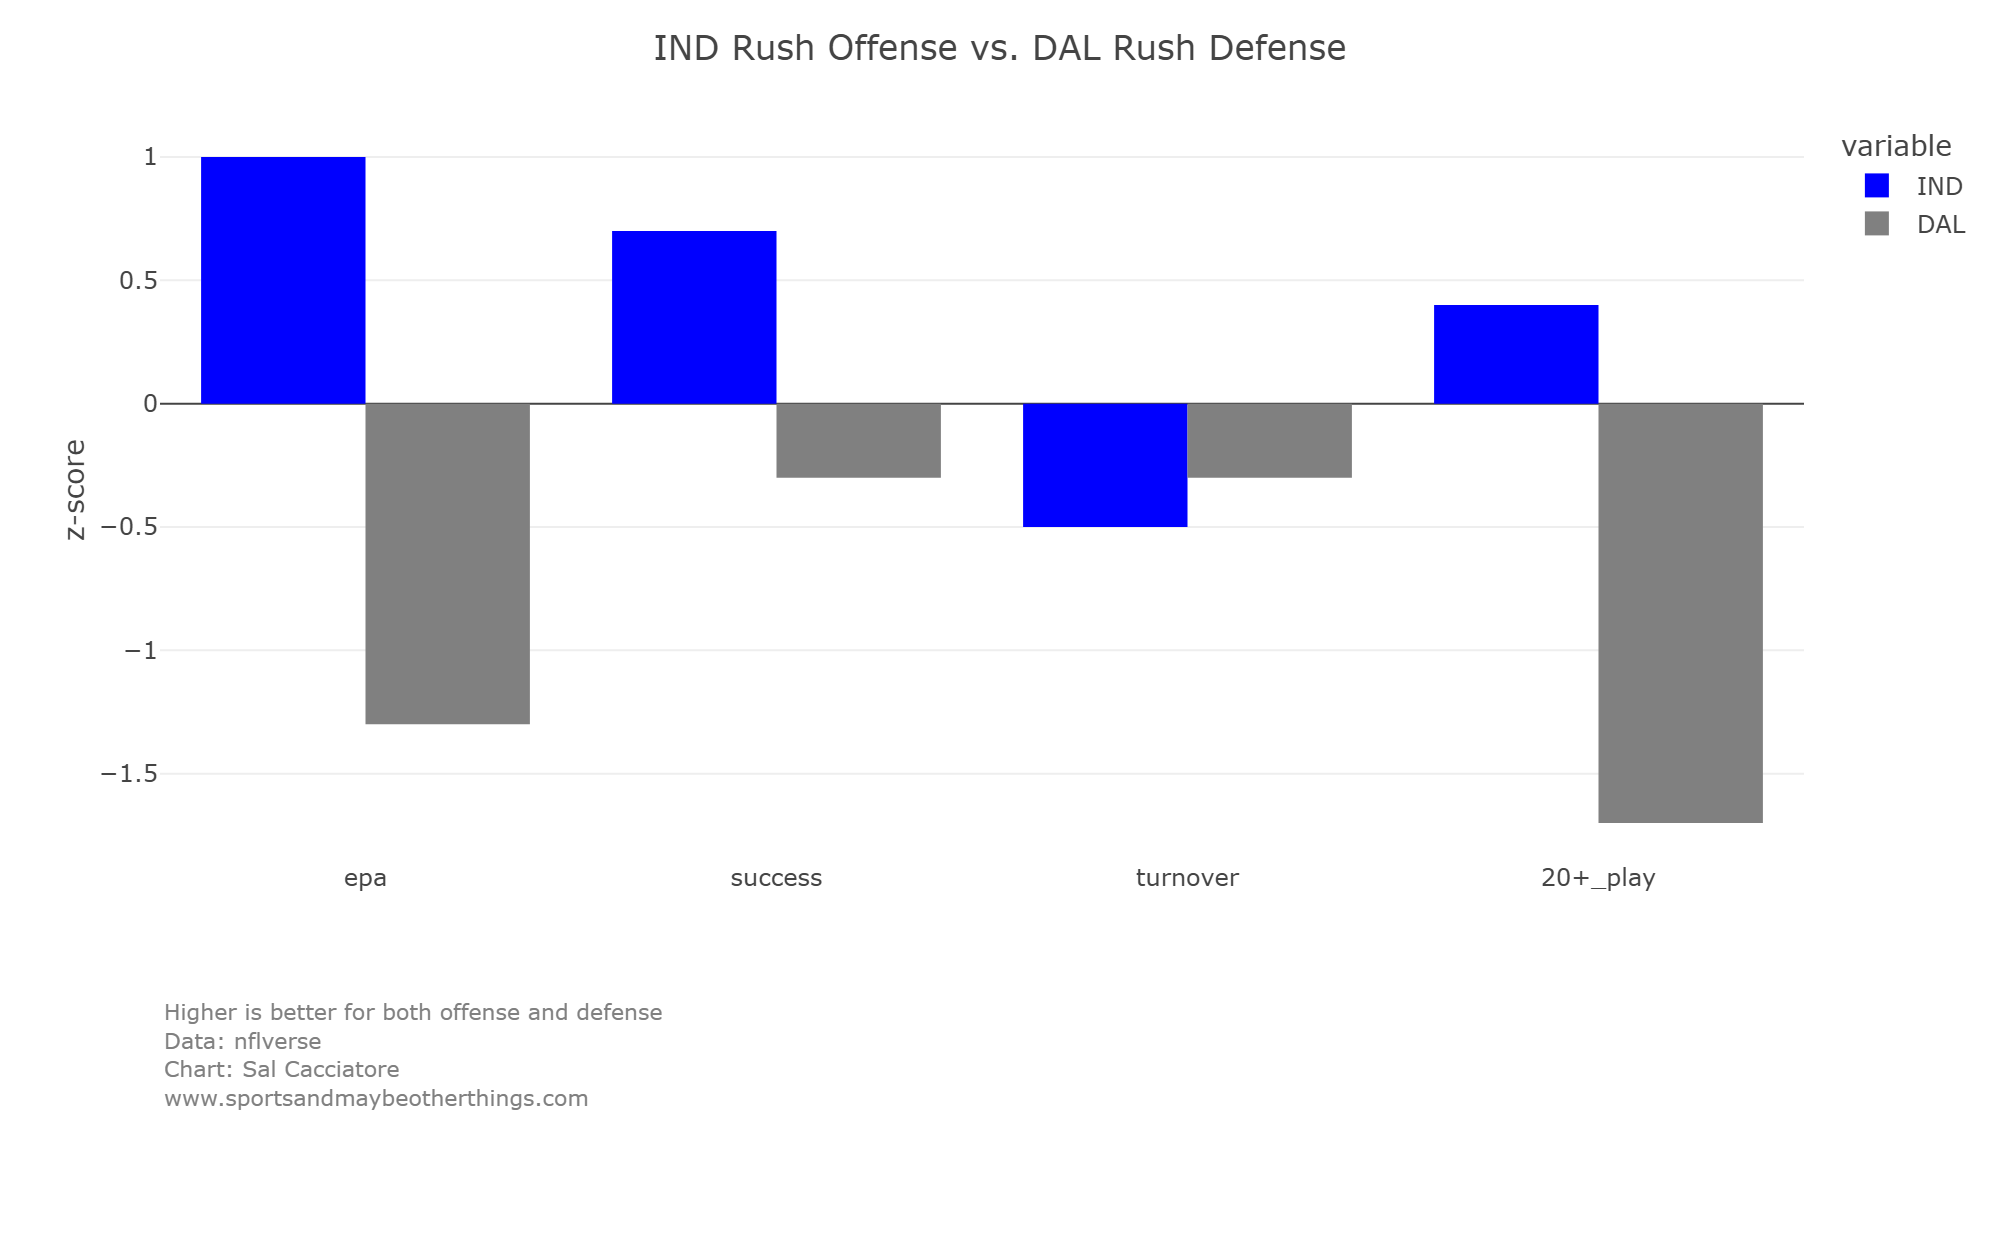 IND Rush Offense vs. DAL Rush Defense
variable
IND
DAL
1
0.5
0
−0.5
−1
−1.5
z-score
epa
success
turnover
20+_play
Higher is better for both offense and defense
Data: nflverse
Chart: Sal Cacciatore
www.sportsandmaybeotherthings.com